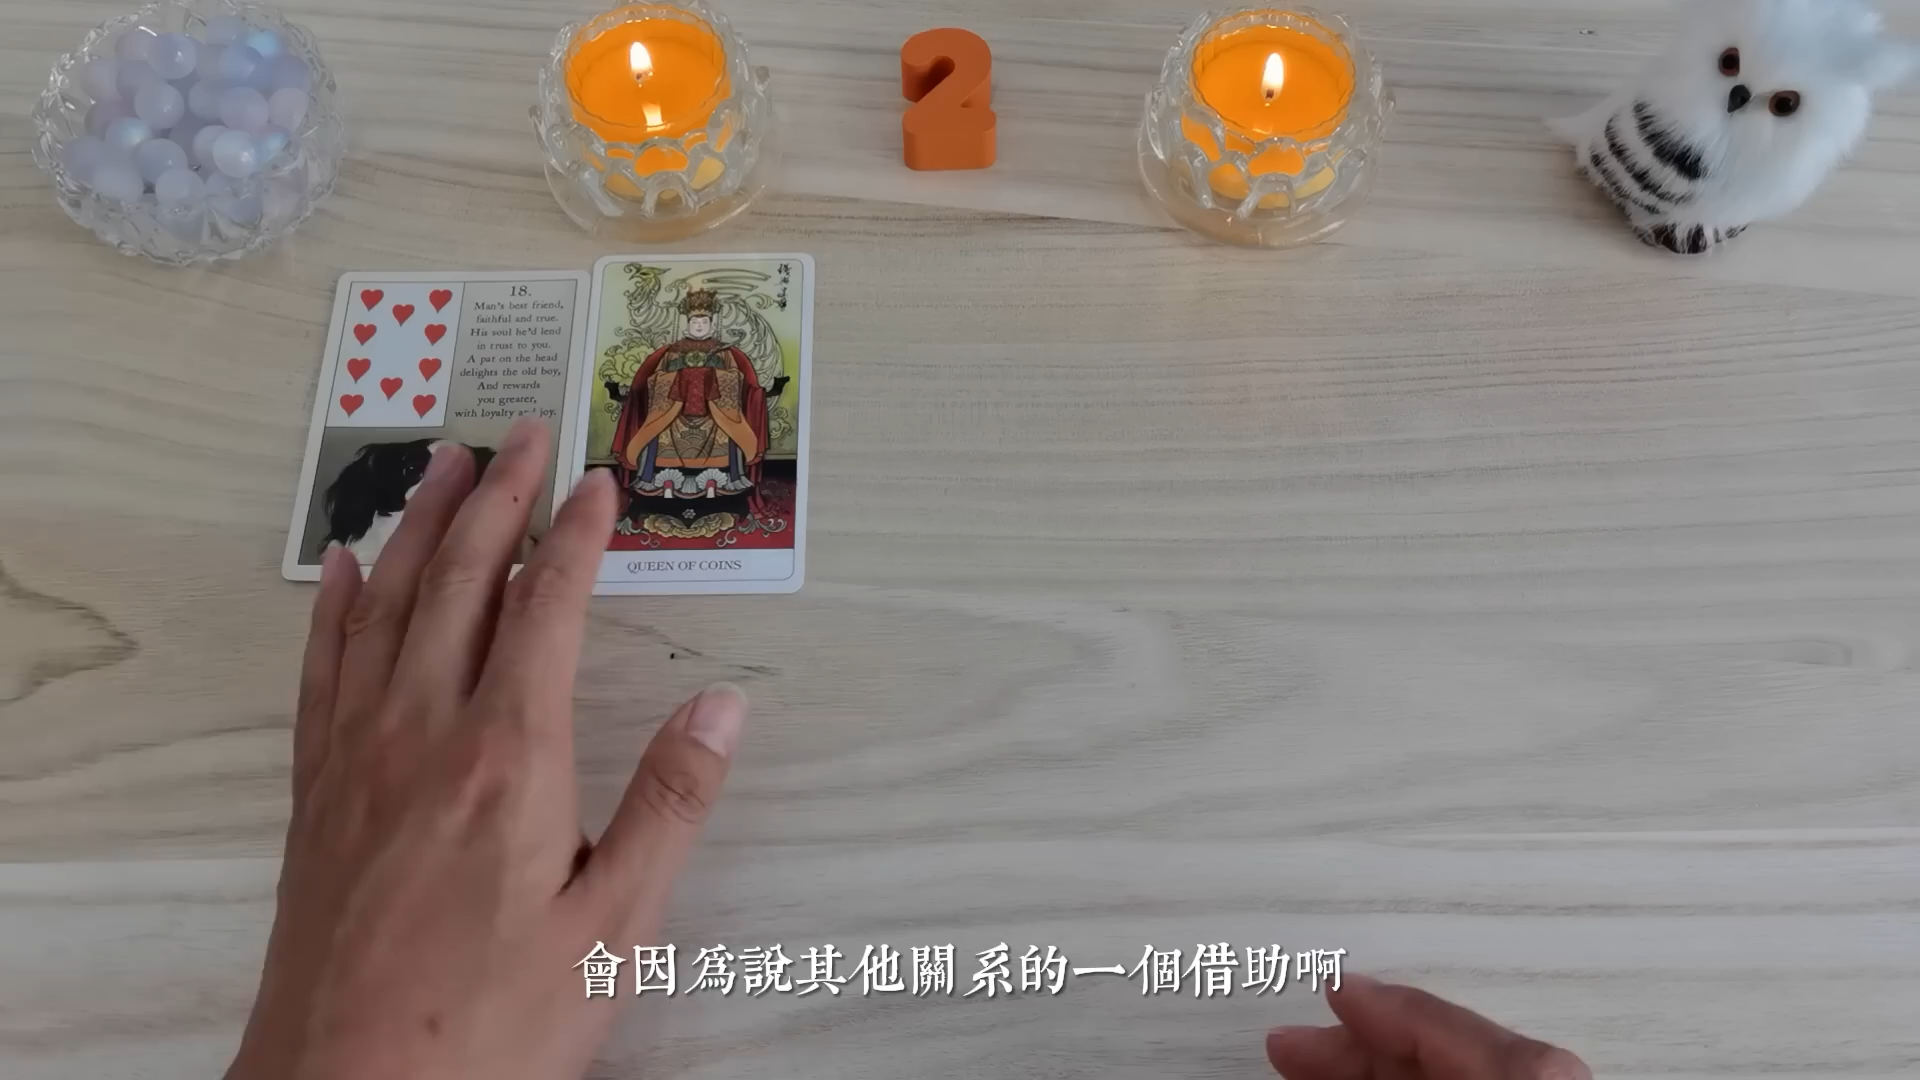 2
18.
Man's best friend,
faithful and true.
His soul he'd lend
in trust to you.
A pat on the head
delights the old boy,
And rewards
you greater,
with loyalty and joy.
QUEEN OF COINS
會因爲說其他關系的一個借助啊